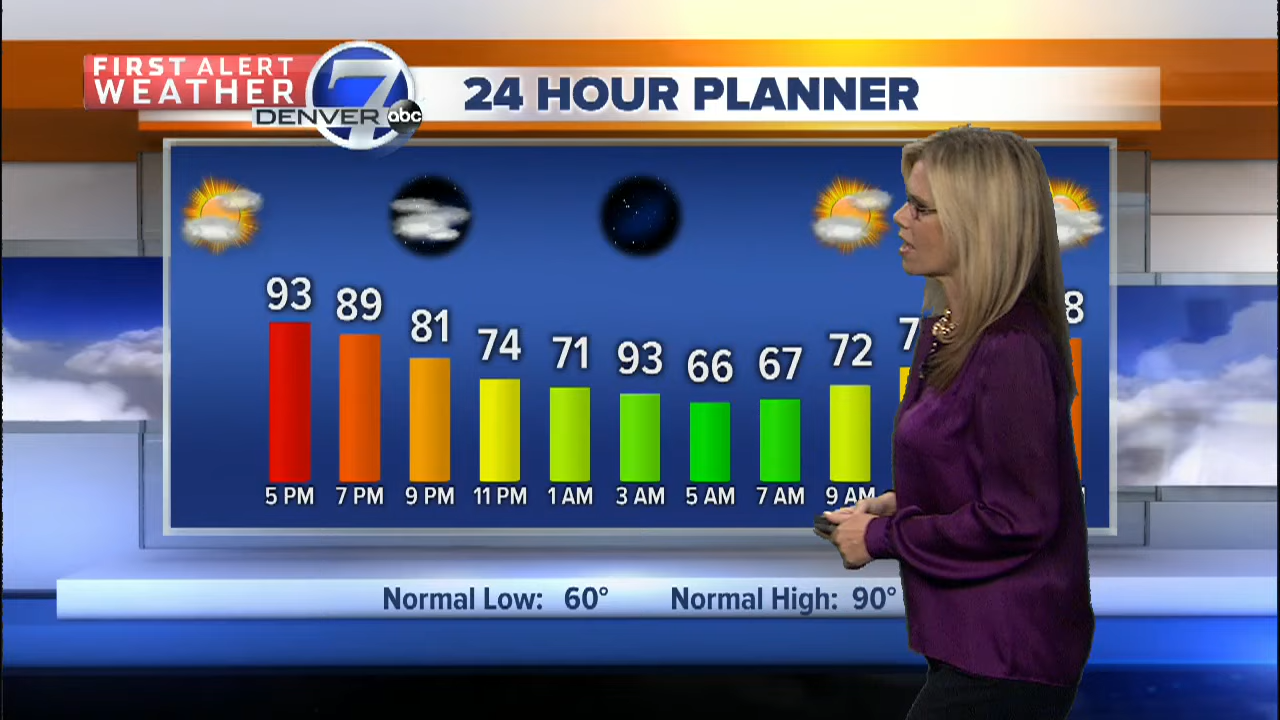 FIRST ALERT
WEATHER
7
DENVER abc
24 HOUR PLANNER
93 89 81 74 71 93 66 67 72
5 PM 7 PM 9 PM 11 PM 1 AM 3 AM 5 AM 7 AM 9 AM
Normal Low: 60° Normal High: 90°